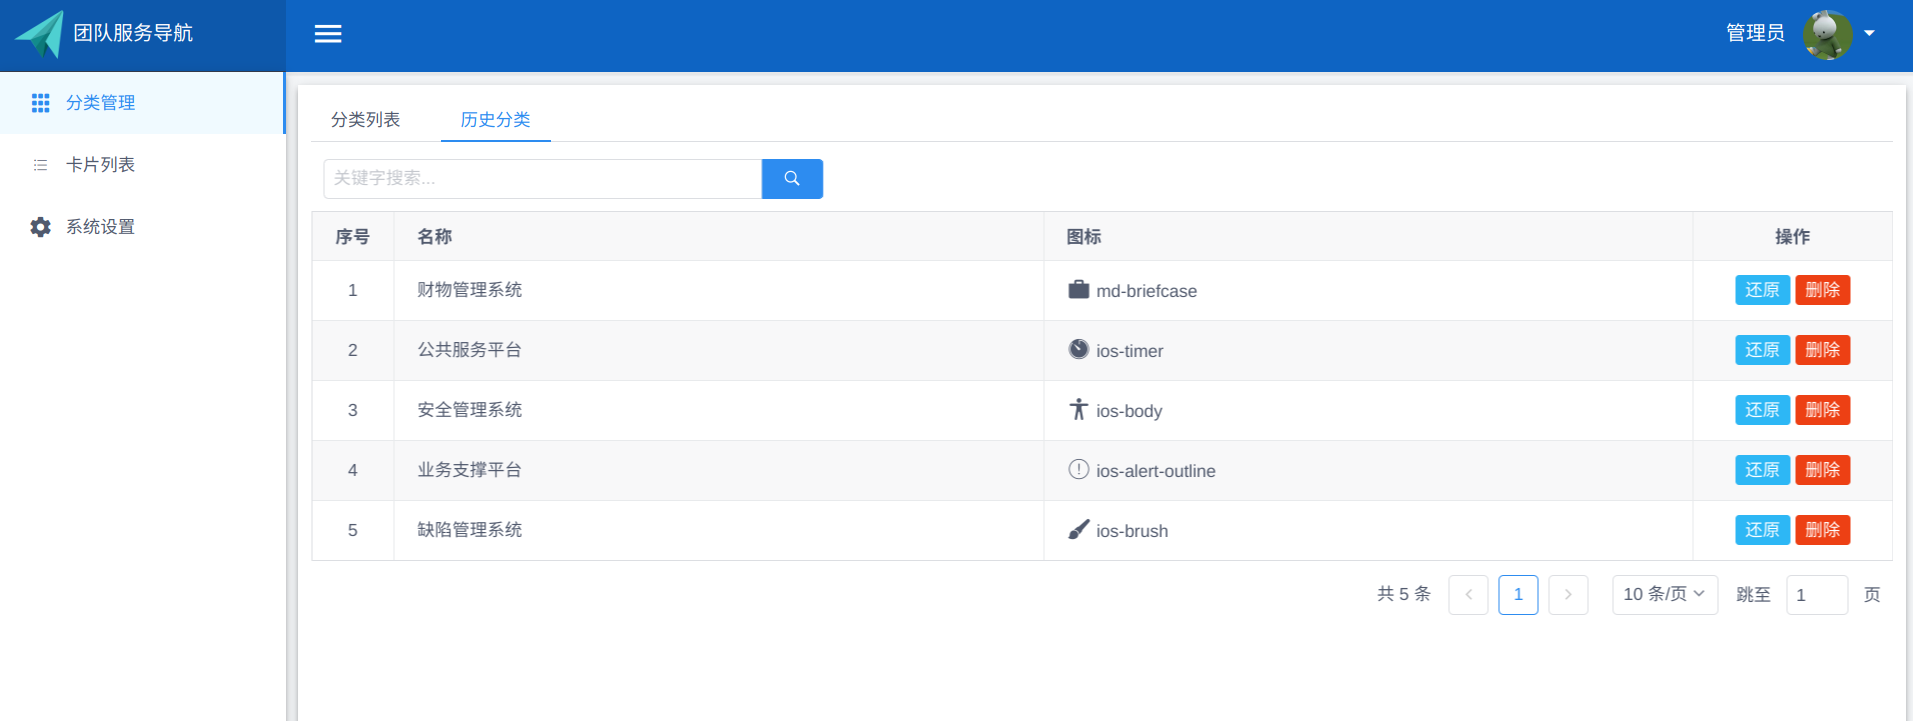 团队服务导航
管理员
分类管理
卡片列表
系统设置
分类列表 历史分类
关键字搜索...
序号 名称 图标 操作
1 财物管理系统 md-briefcase 还原 删除
2 公共服务平台 ios-timer 还原 删除
3 安全管理系统 ios-body 还原 删除
4 业务支撑平台 ios-alert-outline 还原 删除
5 缺陷管理系统 ios-brush 还原 删除
共 5 条 1 10 条/页 跳至 1 页